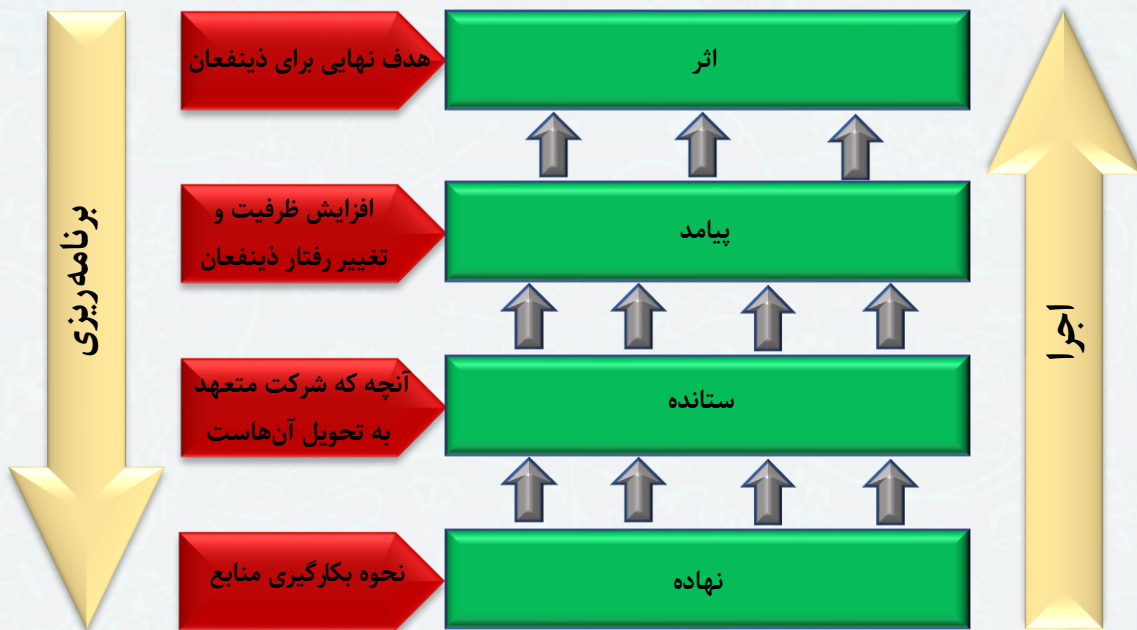 اثر
هدف نهایی برای ذینفعان
پیامد
افزایش ظرفیت و
تغییر رفتار ذینفعان
ستانده
آنچه که شرکت متعهد
به تحویل آن‌هاست
نهاده
نحوه بکارگیری منابع
اجرا
برنامه‌ریزی